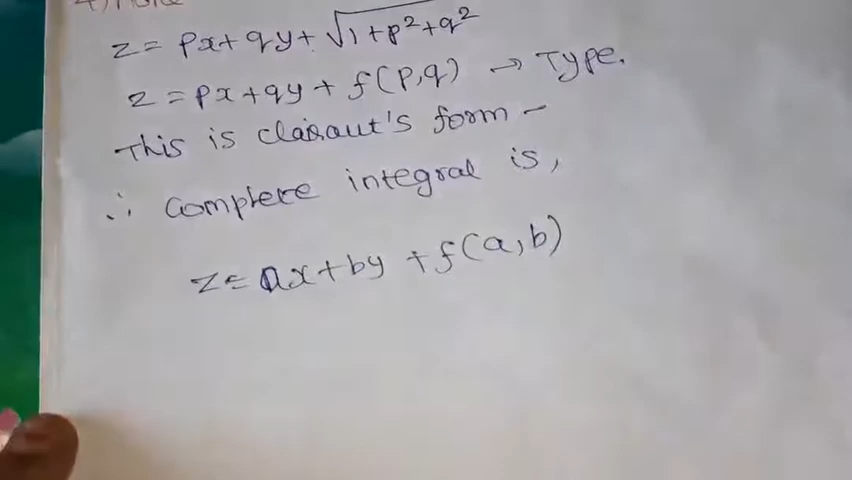 z = px + qy + √1+p²+q²
z = px + qy + f(p,q) → Type.
This is clairaut's form -
∴ complete integral is,
z = ax + by + f(a,b)